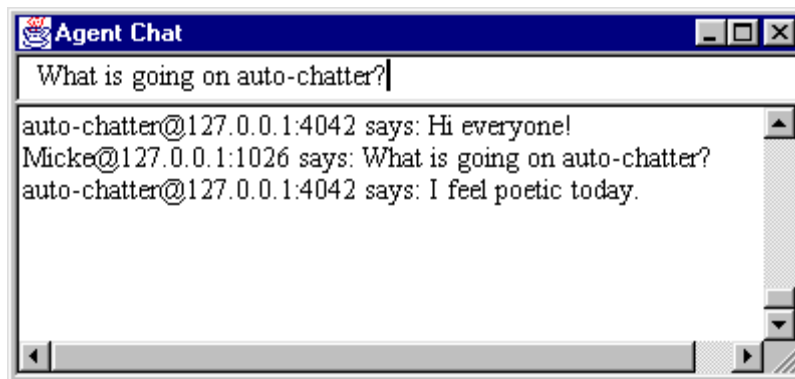 Agent Chat
What is going on auto-chatter?
auto-chatter@127.0.0.1:4042 says: Hi everyone!
Micke@127.0.0.1:1026 says: What is going on auto-chatter?
auto-chatter@127.0.0.1:4042 says: I feel poetic today.